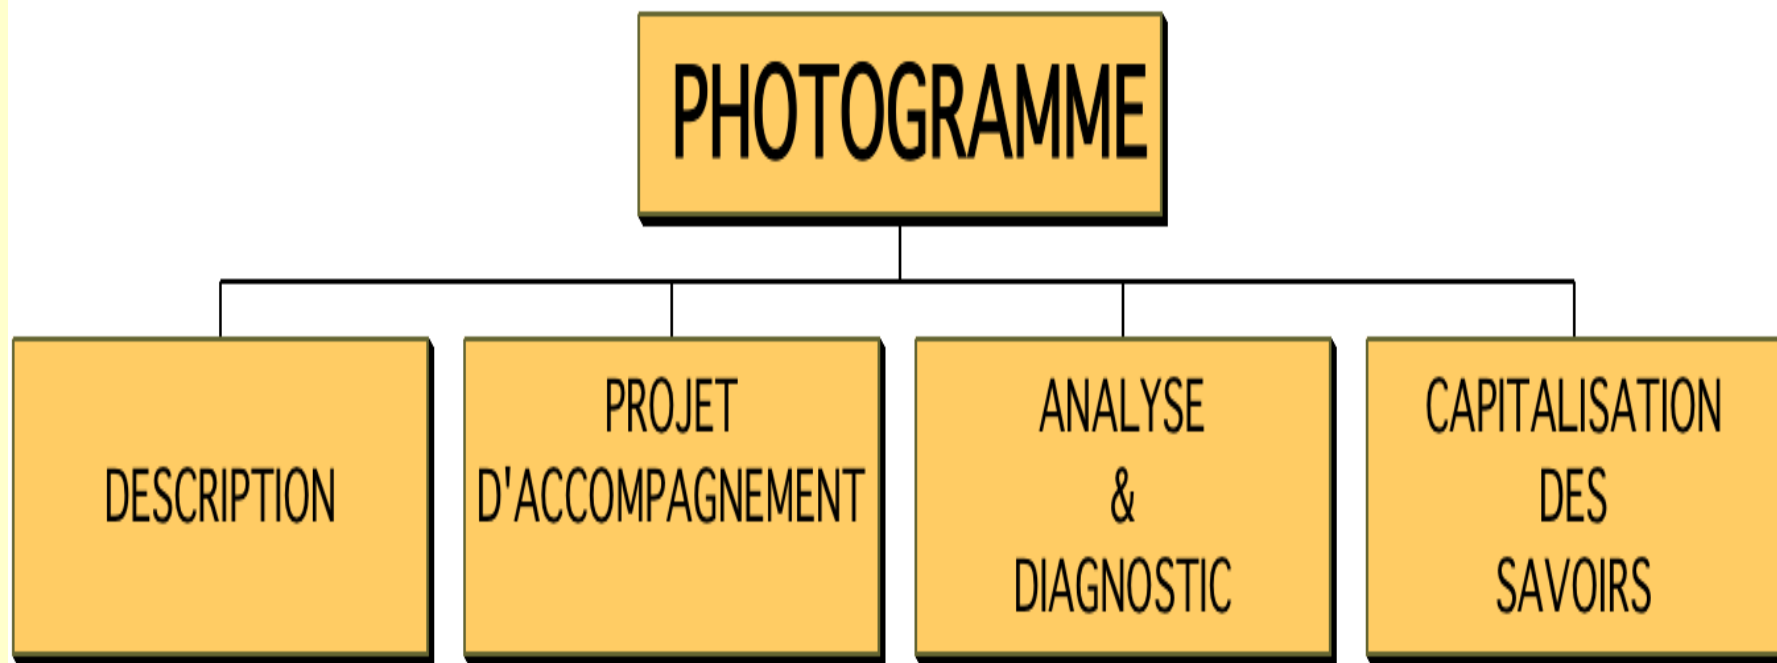 PHOTOGRAMME
DESCRIPTION
PROJET
D'ACCOMPAGNEMENT
ANALYSE
&
DIAGNOSTIC
CAPITALISATION
DES
SAVOIRS